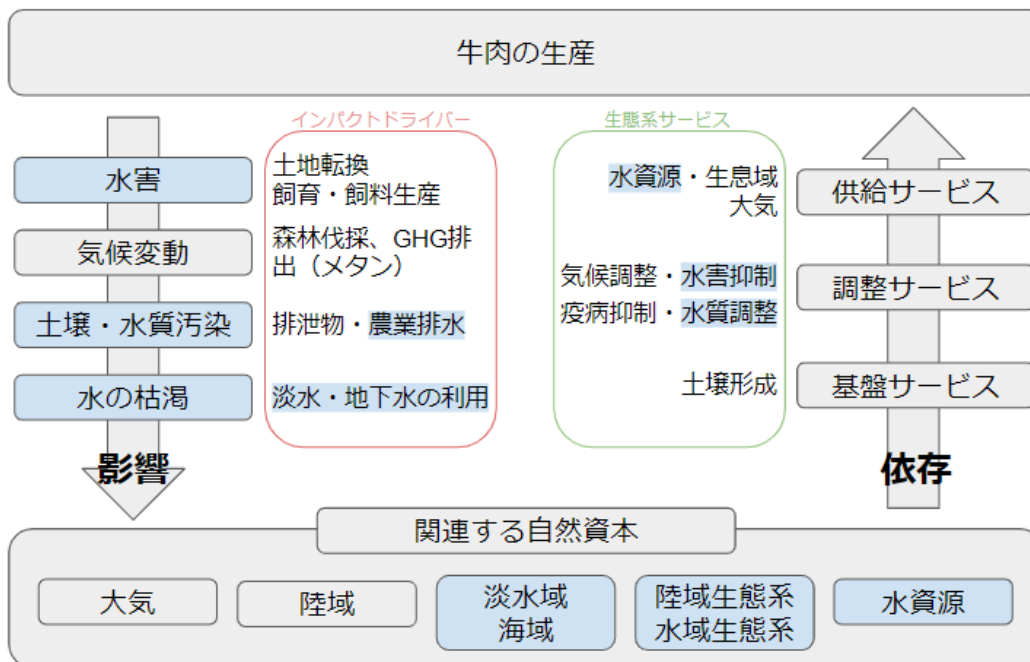 牛肉の生産
インパクトドライバー
生態系サービス
水害
土地転換
飼育・飼料生産
水資源・生息域
大気
供給サービス
気候変動
森林伐採、GHG排
出（メタン）
気候調整・水害抑制
疫病抑制・水質調整
調整サービス
土壌・水質汚染
排泄物・農業排水
水の枯渇
淡水・地下水の利用
土壌形成
基盤サービス
影響
依存
関連する自然資本
大気
陸域
淡水域
海域
陸域生態系
水域生態系
水資源